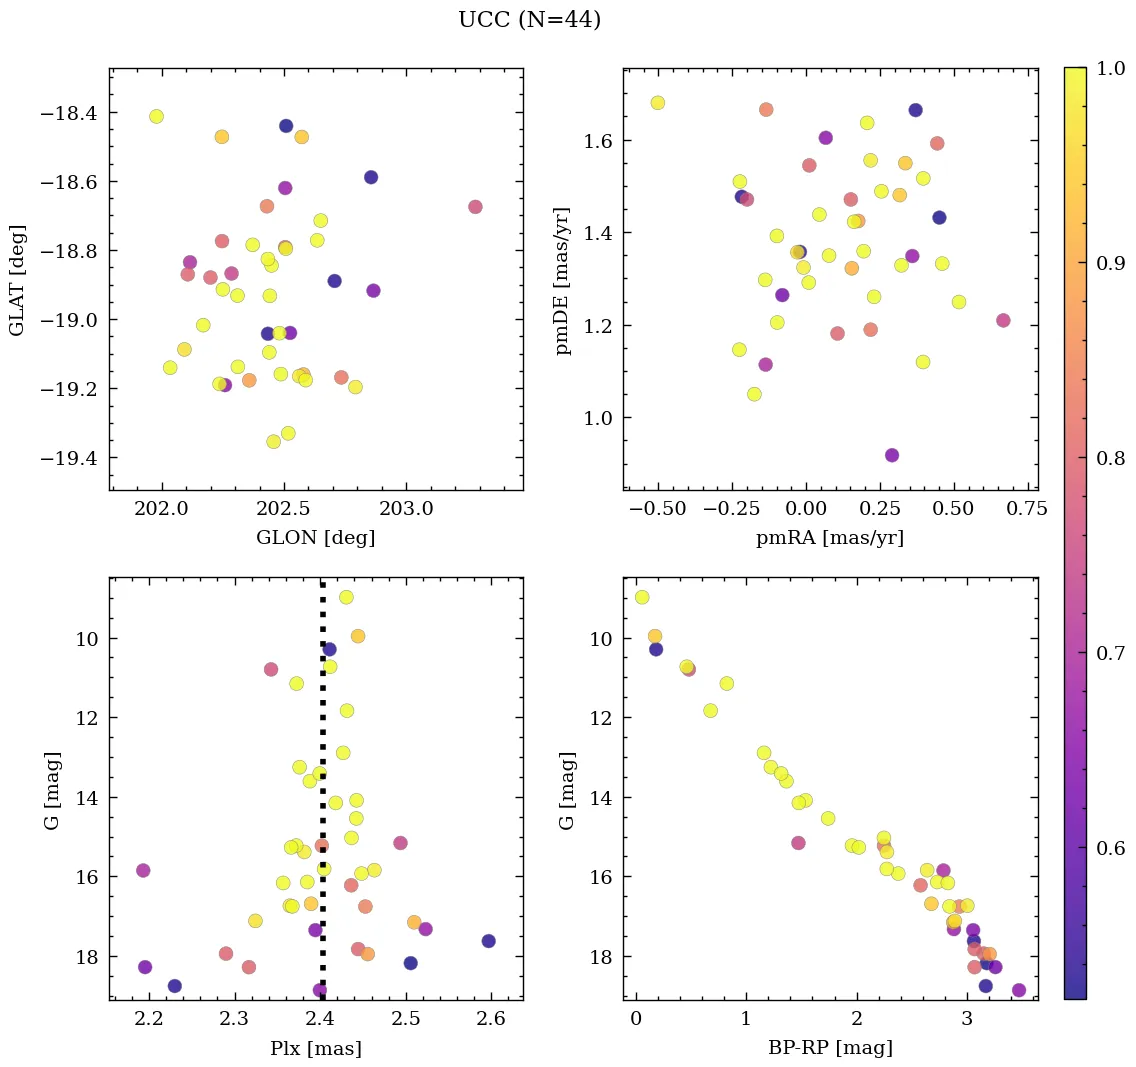 UCC (N=44)
−18.4
−18.6
−18.8
−19.0
−19.2
−19.4
GLAT [deg]
202.0 202.5 203.0
GLON [deg]
1.6
1.4
1.2
1.0
pmDE [mas/yr]
−0.50 −0.25 0.00 0.25 0.50 0.75
pmRA [mas/yr]
10
12
14
16
18
G [mag]
2.2 2.3 2.4 2.5 2.6
Plx [mas]
10
12
14
16
18
G [mag]
0 1 2 3
BP-RP [mag]
1.0
0.9
0.8
0.7
0.6